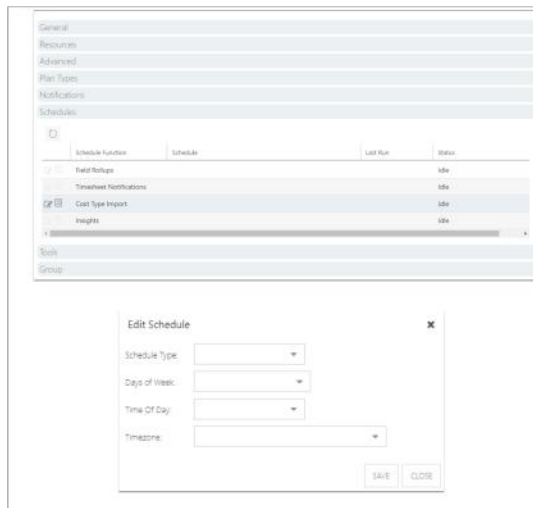 General
Resources
Advanced
Plan Types
Notifications
Schedules
Schedule Function Schedule Last Run Status
Field Rollups Idle
Timesheet Notifications Idle
Cost Type Import Idle
Insights Idle
Tools
Group
Edit Schedule
Schedule Type:
Days of Week:
Time Of Day:
Timezone:
SAVE CLOSE